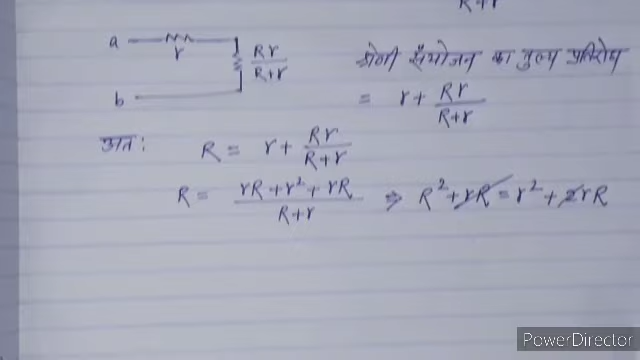 R+r
a r Rr/R+r श्रेणी संयोजन का तुल्य प्रतिरोध
b = r + Rr/R+r
अतः R = r + Rr/R+r
R = rR + r² + rR/R+r ⇒ R² + rR = r² + 2rR
PowerDirector